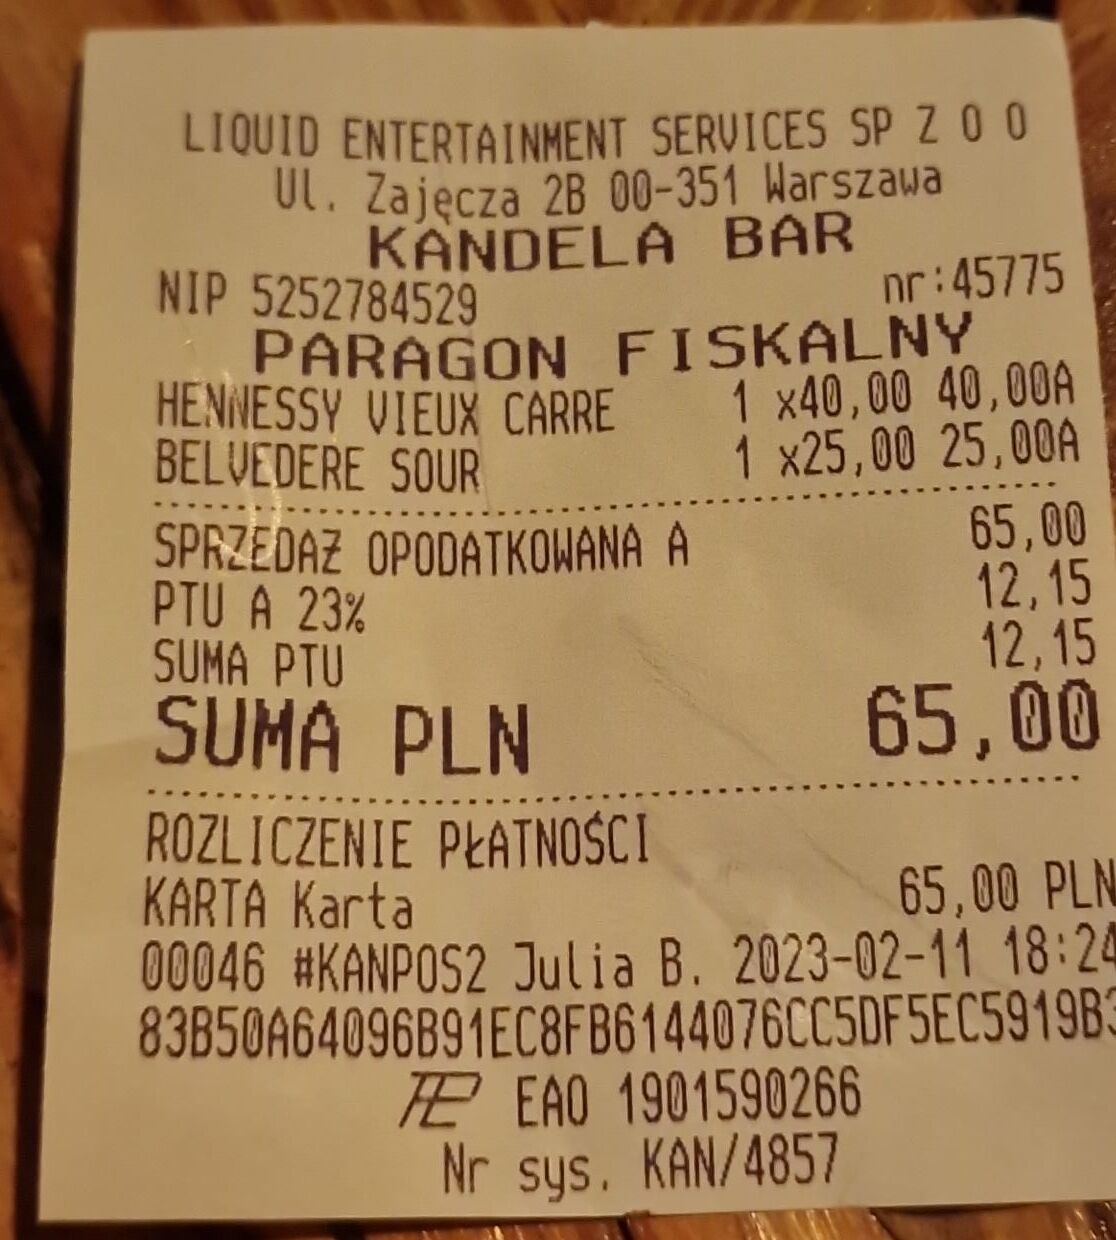 LIQUID ENTERTAINMENT SERVICES SP Z O O
Ul. Zajęcza 2B 00-351 Warszawa
KANDELA BAR
NIP 5252784529 nr:45775
PARAGON FISKALNY
HENNESSY VIEUX CARRE 1 x40,00 40,00A
BELVEDERE SOUR 1 x25,00 25,00A
SPRZEDAŻ OPODATKOWANA A 65,00
PTU A 23% 12,15
SUMA PTU 12,15
SUMA PLN 65,00
ROZLICZENIE PŁATNOŚCI
KARTA Karta 65,00 PLN
00046 #KANPOS2 Julia B. 2023-02-11 18:24
83B50A64096B91EC8FB6144076CC5DF5EC5919B3
EAO 1901590266
Nr sys. KAN/4857